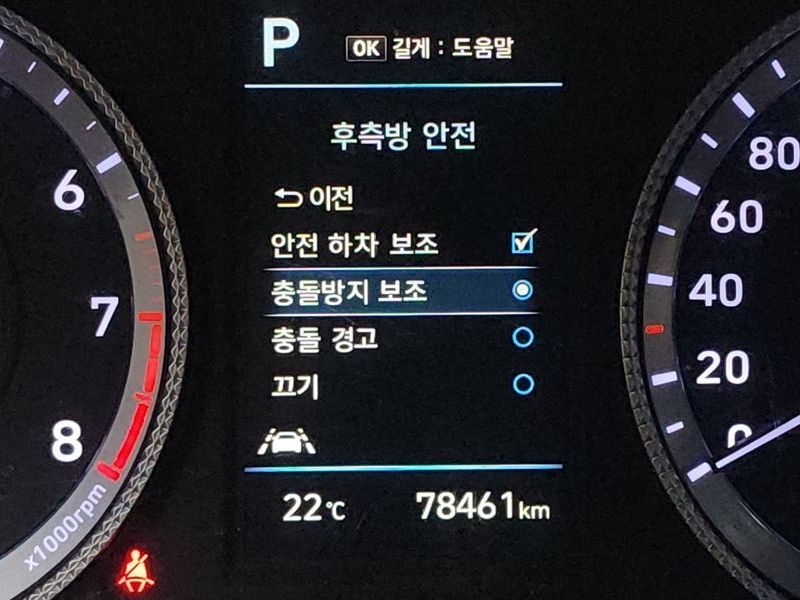 P
OK 길게 : 도움말
후측방 안전
이전
안전 하차 보조
충돌방지 보조
충돌 경고
끄기
22℃ 78461km
6
7
8
x1000rpm
80
60
40
20
0